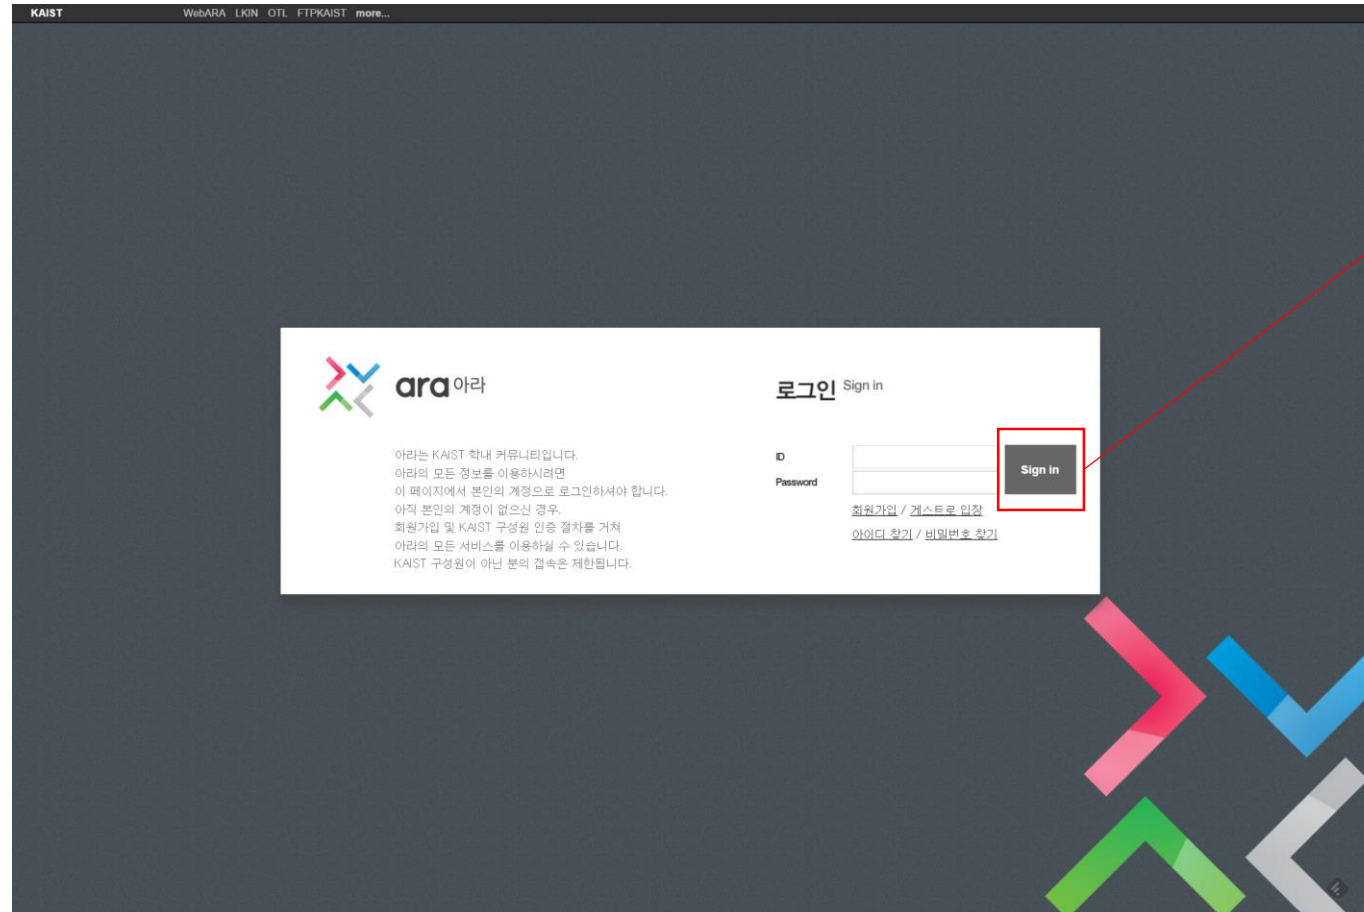 KAIST WebARA LKIN OTL FTPKAIST more...
ara 아라
로그인 Sign in
아라는 KAIST 학내 커뮤니티입니다.
아라의 모든 정보를 이용하시려면
이 페이지에서 본인의 계정으로 로그인하셔야 합니다.
아직 본인의 계정이 없으신 경우,
회원가입 및 KAIST 구성원 인증 절차를 거쳐
아라의 모든 서비스를 이용하실 수 있습니다.
KAIST 구성원이 아닌 분의 접속은 제한됩니다.
ID
Password
Sign in
회원가입 / 게스트로 입장
아이디 찾기 / 비밀번호 찾기